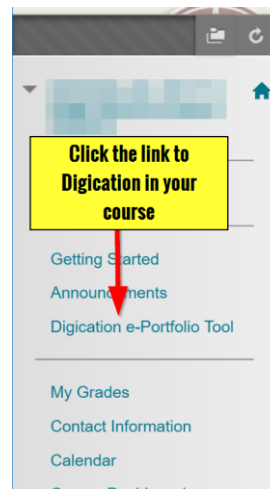 Click the link to
Digication in your
course
Getting Started
Announcements
Digication e-Portfolio Tool
My Grades
Contact Information
Calendar